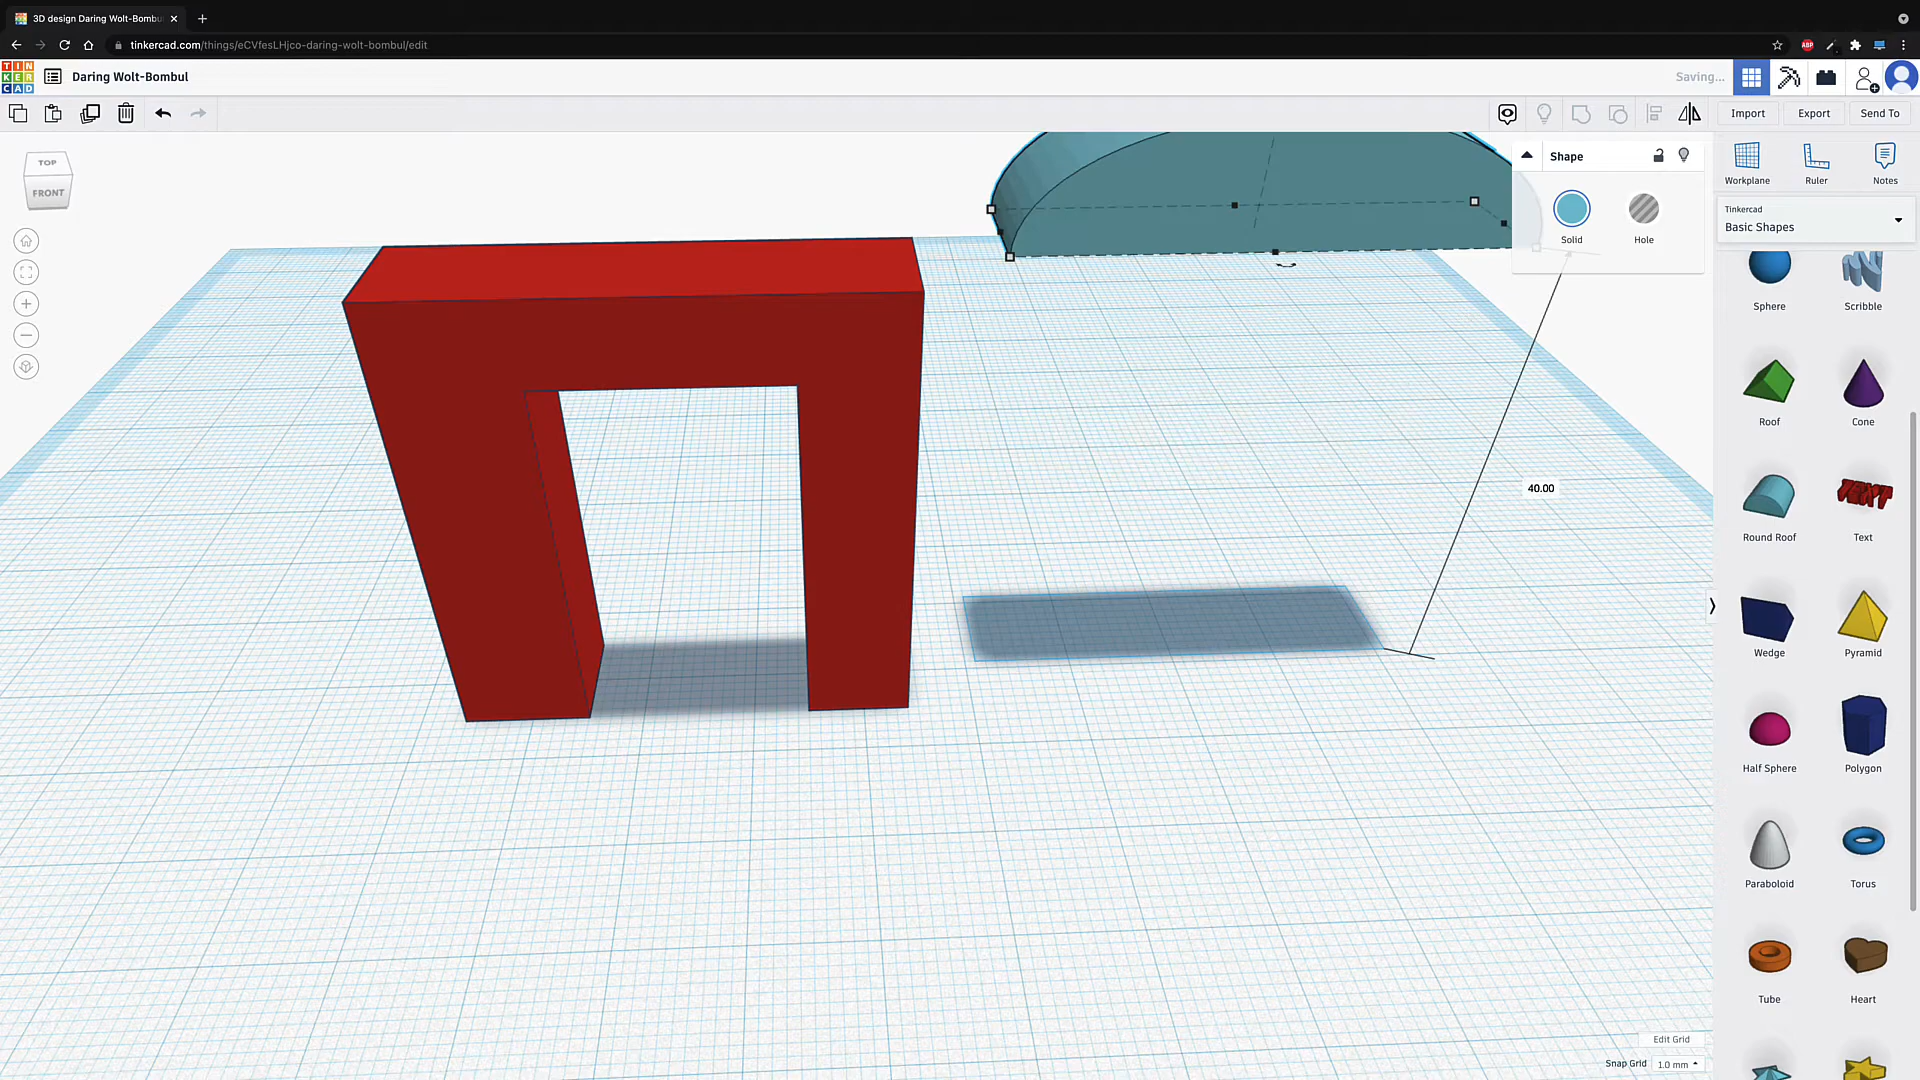 3D design Daring Wolt-Bombu
tinkercad.com/things/eCVfesLHjco-daring-wolt-bombul/edit
ABP
TIN
KER
CAD
Daring Wolt-Bombul
Saving...
Import
Export
Send To
TOP
FRONT
Shape
Solid
Hole
Workplane
Ruler
Notes
Tinkercad
Basic Shapes
Sphere
Scribble
Roof
Cone
Round Roof
TEXT
Text
40.00
Wedge
Pyramid
Half Sphere
Polygon
Paraboloid
Torus
Tube
Heart
Edit Grid
Snap Grid
1.0 mm